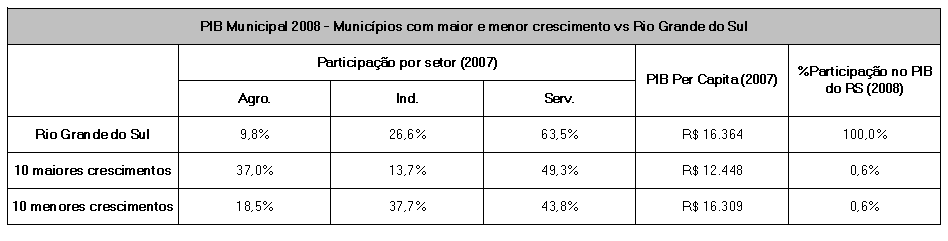 PIB Municipal 2008 - Municípios com maior e menor crescimento vs Rio Grande do Sul
Participação por setor (2007) PIB Per Capita (2007) %Participação no PIB do RS (2008)
Agro. Ind. Serv.
Rio Grande do Sul 9,8% 26,6% 63,5% R$ 16.364 100,0%
10 maiores crescimentos 37,0% 13,7% 49,3% R$ 12.448 0,6%
10 menores crescimentos 18,5% 37,7% 43,8% R$ 16.309 0,6%